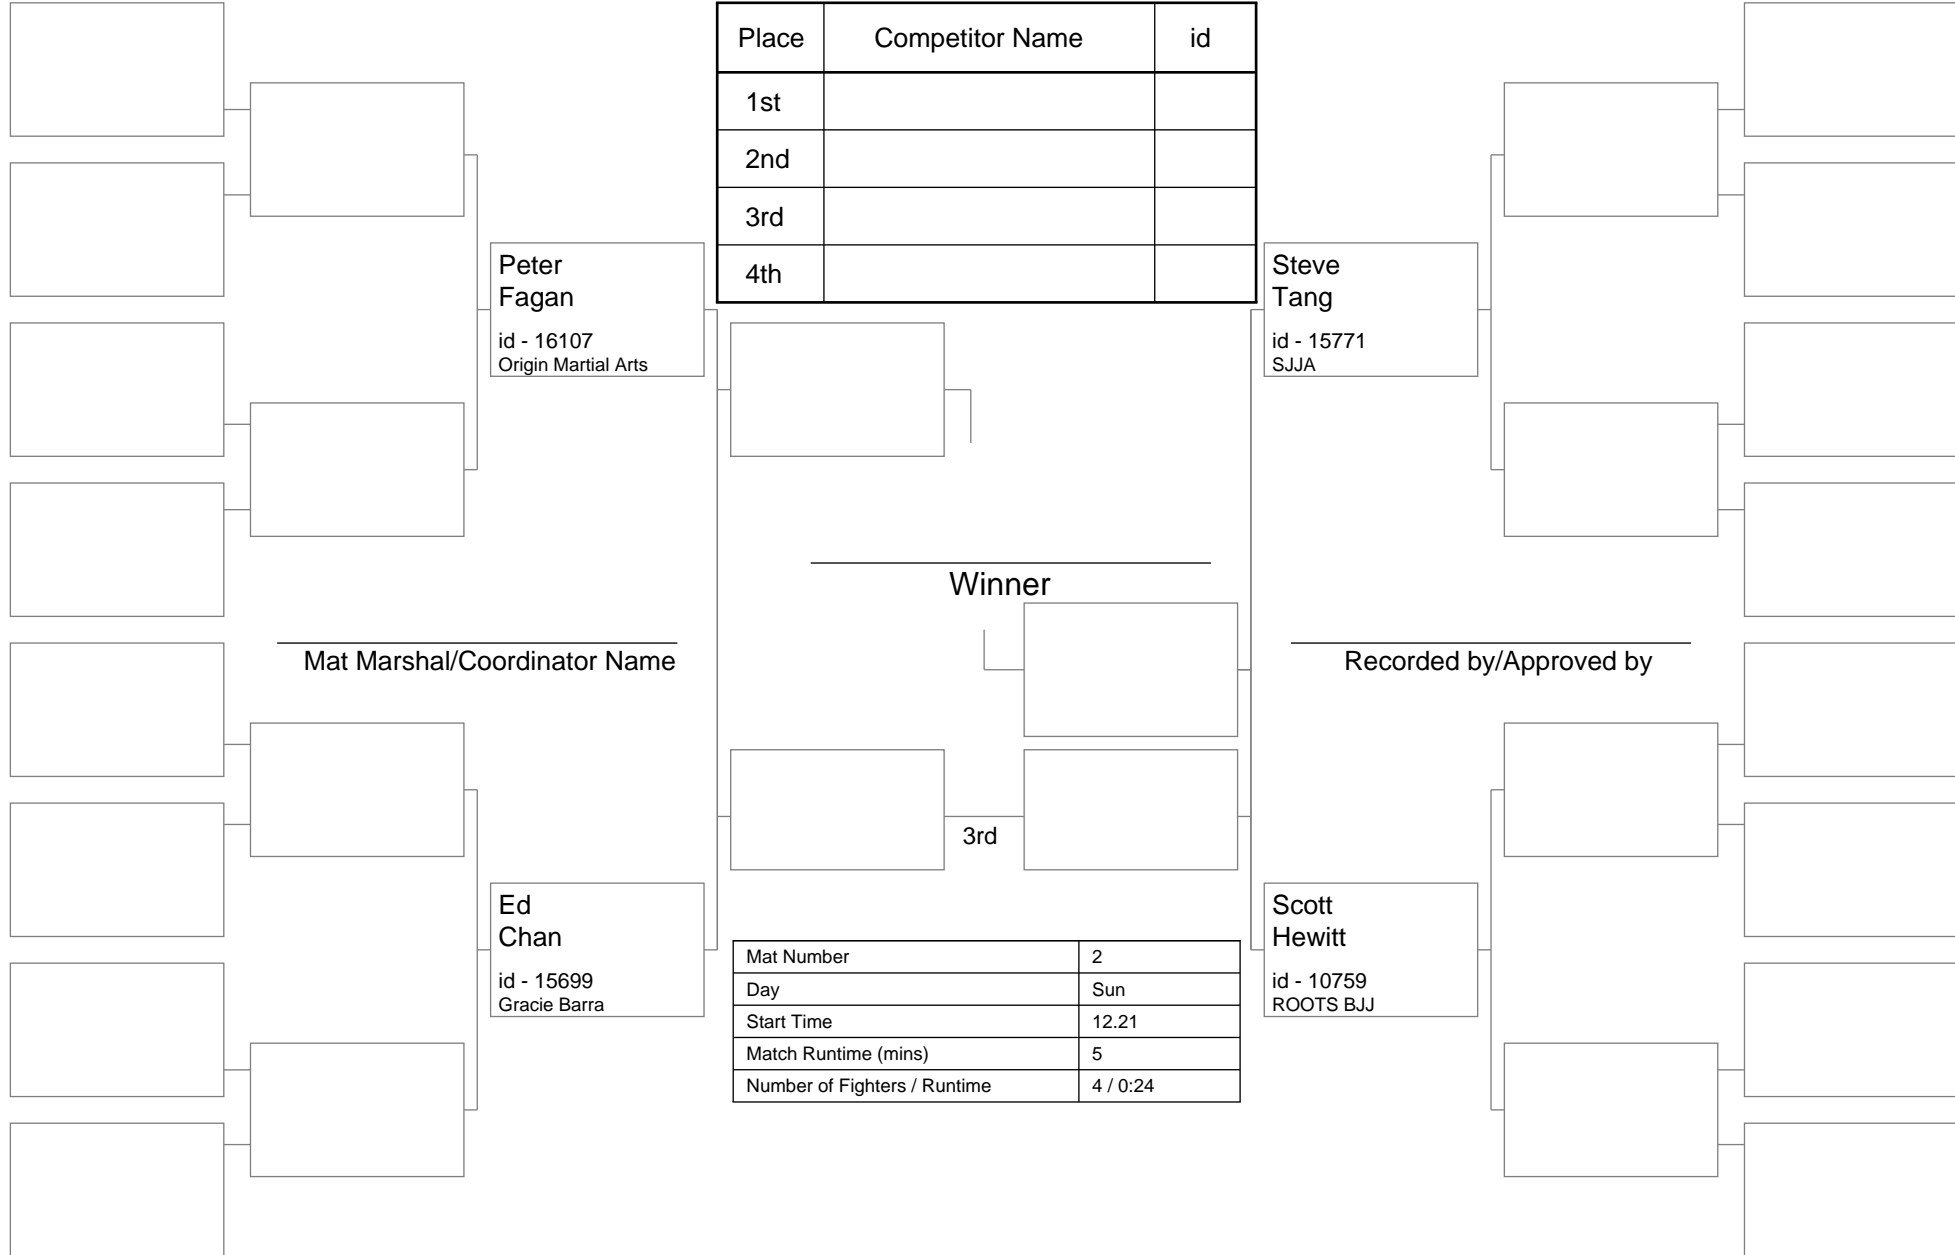 Place Competitor Name id
1st
2nd
3rd
4th
Peter
Fagan
id - 16107
Origin Martial Arts
Steve
Tang
id - 15771
SJJA
Winner
Mat Marshal/Coordinator Name
Recorded by/Approved by
3rd
Ed
Chan
id - 15699
Gracie Barra
Scott
Hewitt
id - 10759
ROOTS BJJ
Mat Number 2
Day Sun
Start Time 12.21
Match Runtime (mins) 5
Number of Fighters / Runtime 4 / 0:24